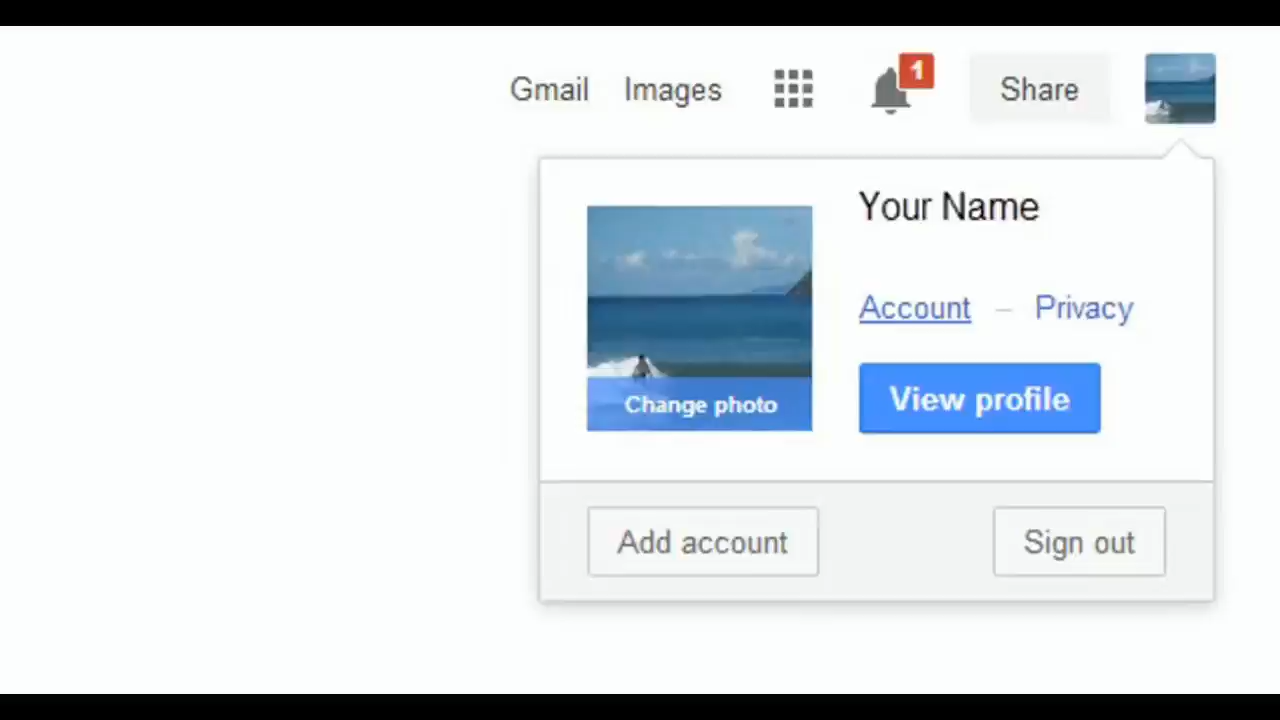 Gmail Images 1 Share
Your Name
Account – Privacy
Change photo
View profile
Add account Sign out